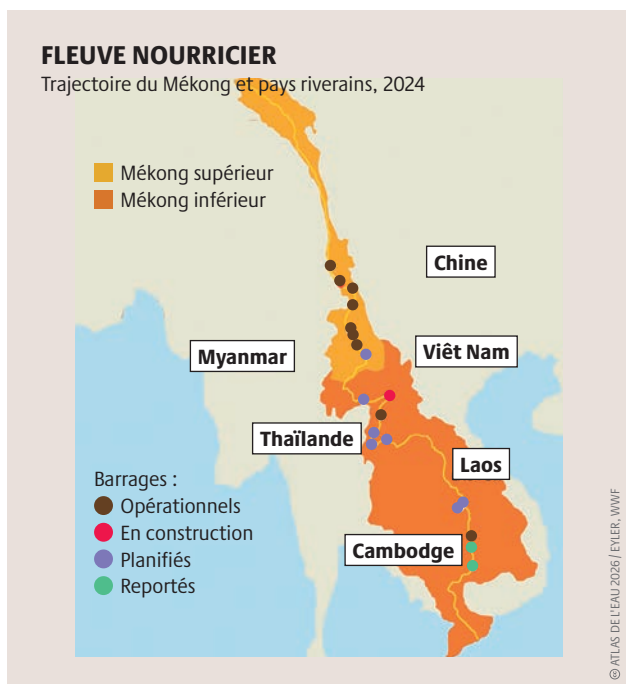 FLEUVE NOURRICIER
Trajectoire du Mékong et pays riverains, 2024
Mékong supérieur
Mékong inférieur
Chine
Myanmar
Viêt Nam
Thaïlande
Laos
Cambodge
Barrages :
Opérationnels
En construction
Planifiés
Reportés
© ATLAS DE L'EAU 2026 / EYLER, WWF